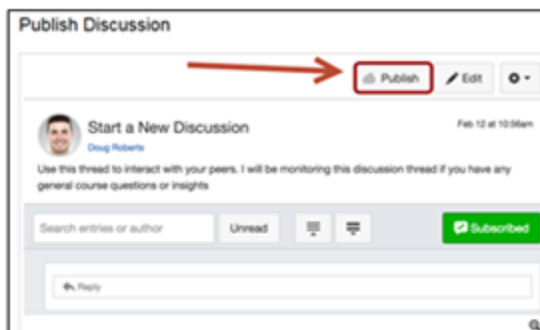 Publish Discussion
Publish Edit
Start a New Discussion Feb 12 at 10:56am
Doug Roberts
Use this thread to interact with your peers. I will be monitoring this discussion thread if you have any
general course questions or insights
Search entries or author Unread Subscribed
Reply